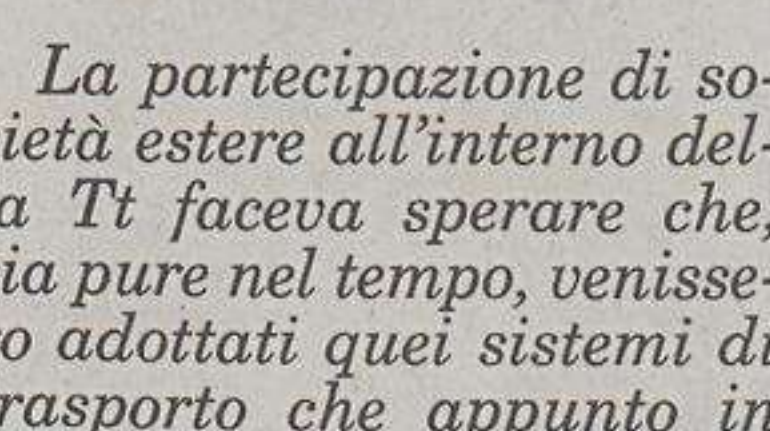 La partecipazione di so-
ietà estere all'interno del-
a Tt faceva sperare che,
ia pure nel tempo, venisse-
ro adottati quei sistemi di
rasporto che appunto in